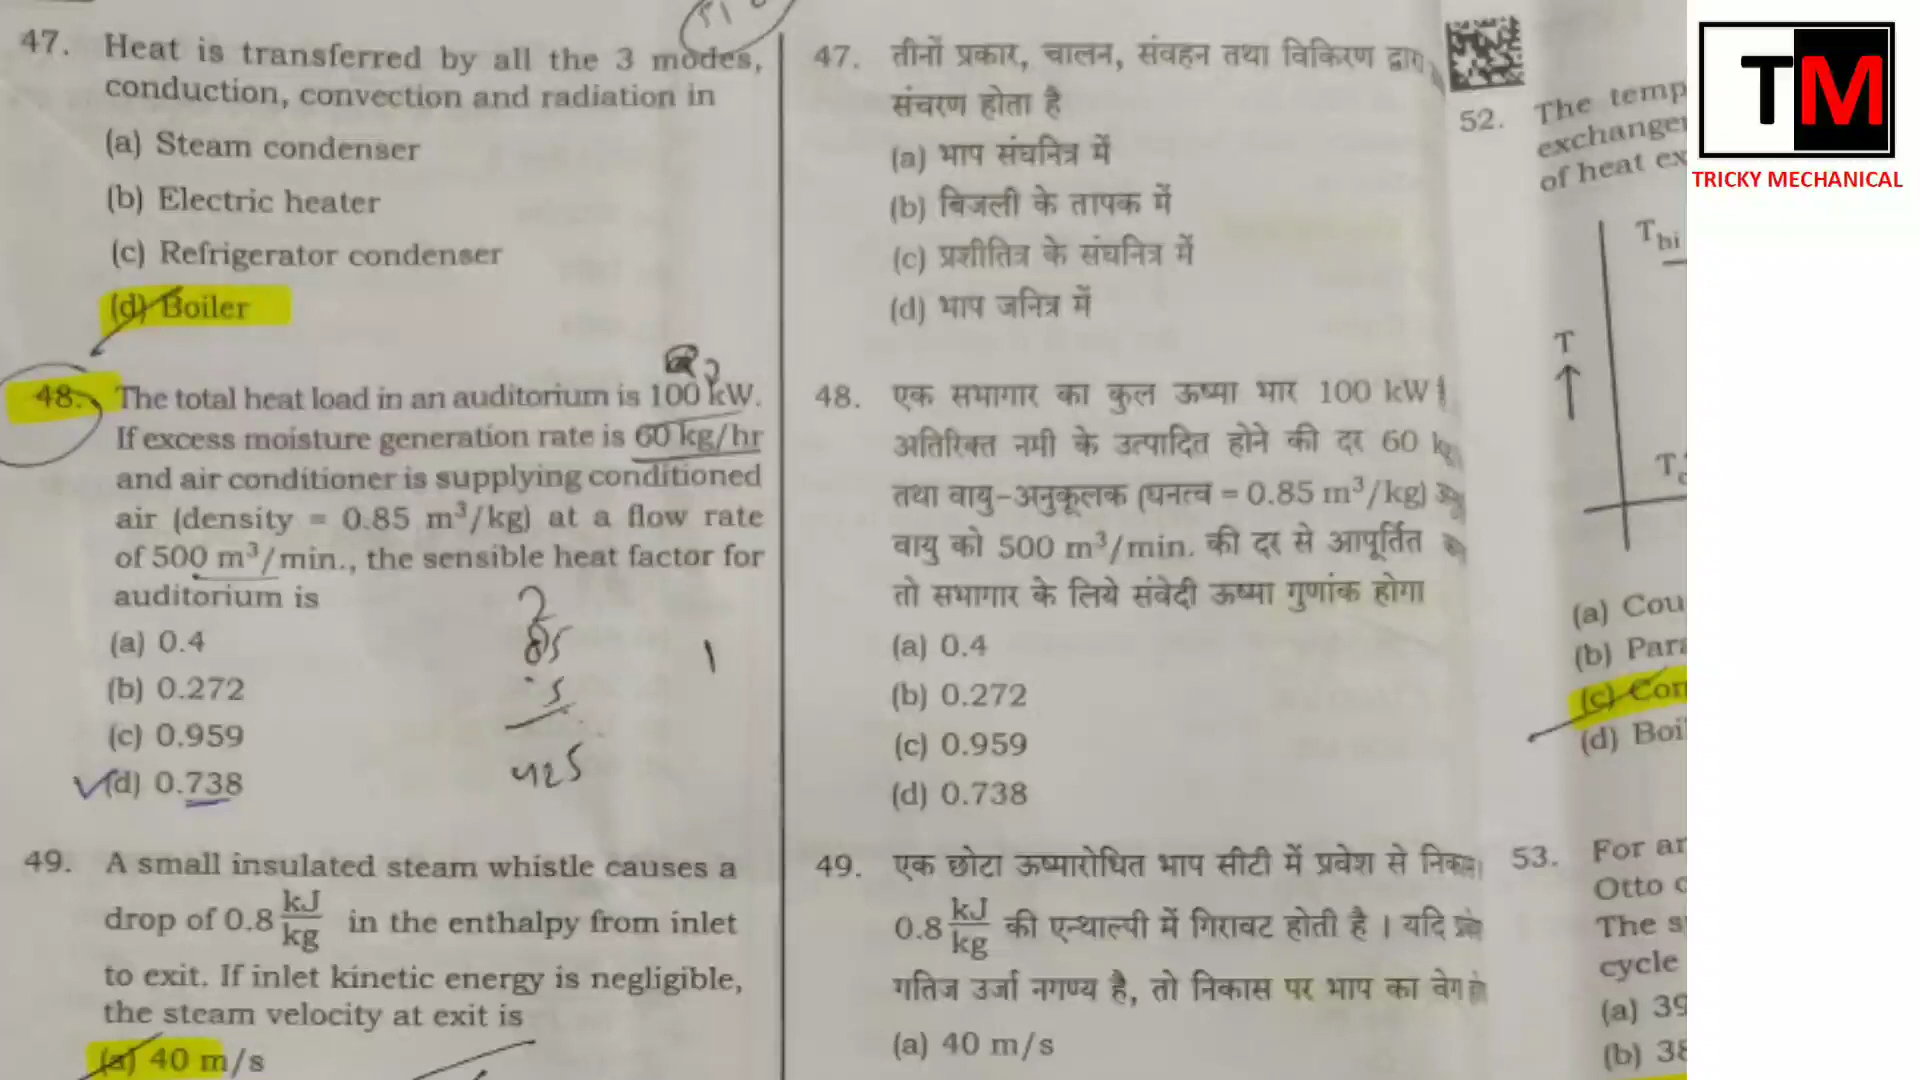 47. Heat is transferred by all the 3 modes,
conduction, convection and radiation in
(a) Steam condenser
(b) Electric heater
(c) Refrigerator condenser
(d) Boiler
48. The total heat load in an auditorium is 100 kW.
If excess moisture generation rate is 60 kg/hr
and air conditioner is supplying conditioned
air (density = 0.85 m³/kg) at a flow rate
of 500 m³/min., the sensible heat factor for
auditorium is
(a) 0.4
(b) 0.272
(c) 0.959
(d) 0.738
85
.5
425
49. A small insulated steam whistle causes a
drop of 0.8 kJ/kg in the enthalpy from inlet
to exit. If inlet kinetic energy is negligible,
the steam velocity at exit is
(a) 40 m/s
47. तीनों प्रकार, चालन, संवहन तथा विकिरण द्वारा
संचरण होता है
(a) भाप संघनित्र में
(b) बिजली के तापक में
(c) प्रशीतित्र के संघनित्र में
(d) भाप जनित्र में
48. एक सभागार का कुल ऊष्मा भार 100 kW।
अतिरिक्त नमी के उत्पादित होने की दर 60
तथा वायु-अनुकूलक (घनत्व = 0.85 m³/kg)
वायु को 500 m³/min. की दर से आपूर्तित
तो सभागार के लिये संवेदी ऊष्मा गुणांक होगा
(a) 0.4
(b) 0.272
(c) 0.959
(d) 0.738
49. एक छोटा ऊष्मारोधित भाप सीटी में प्रवेश से
0.8 kJ/kg की एन्थाल्पी में गिरावट होती है । यदि
गतिज उर्जा नगण्य है, तो निकास पर भाप का वेग
(a) 40 m/s
52. The temp
exchanger
of heat ex
T hi
T
T
(a) Cou
(b) Para
(c) Con
(d) Boi
53. For an
Otto c
The s
cycle
(a) 39
(b) 38
TM
TRICKY MECHANICAL